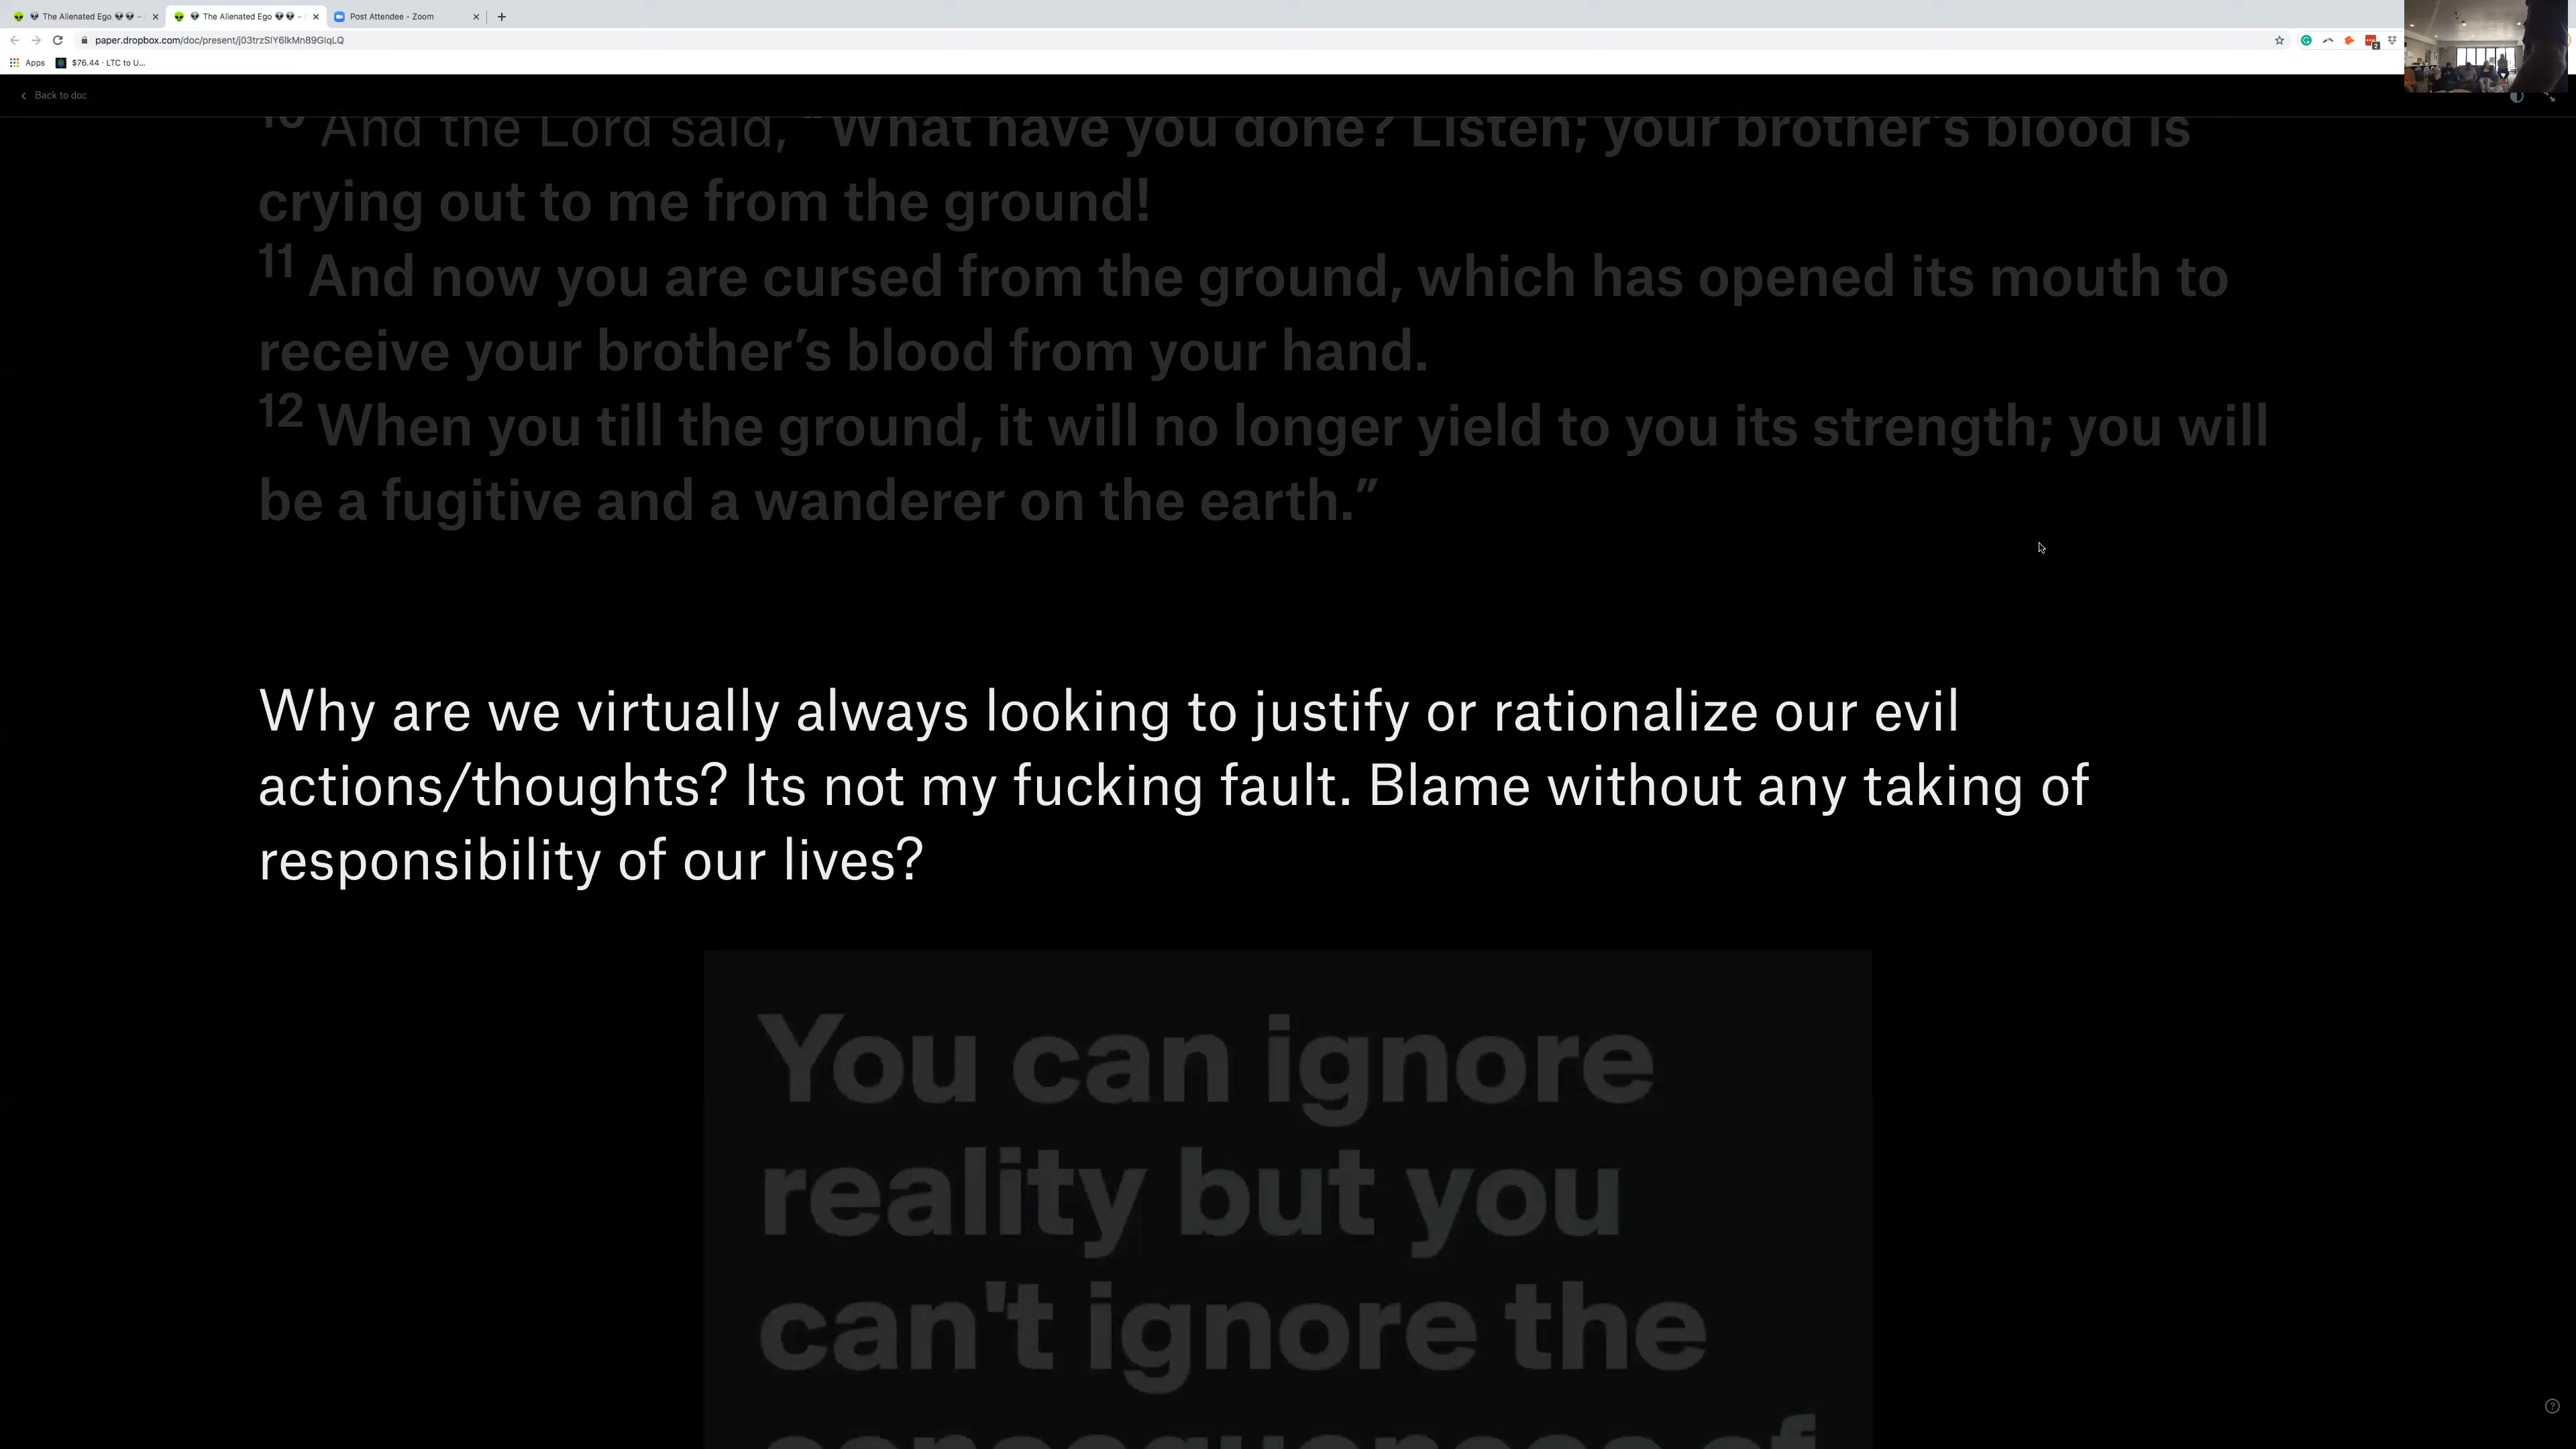 The Alienated Ego
The Alienated Ego
Post Attendee - Zoom
paper.dropbox.com/doc/present/j03trzSIY6IkMn89GIqLQ
2
Apps
$76.44 · LTC to U...
Back to doc
10 And the Lord said, "What have you done? Listen; your brother's blood is
crying out to me from the ground!
11 And now you are cursed from the ground, which has opened its mouth to
receive your brother's blood from your hand.
12 When you till the ground, it will no longer yield to you its strength; you will
be a fugitive and a wanderer on the earth."
Why are we virtually always looking to justify or rationalize our evil
actions/thoughts? Its not my fucking fault. Blame without any taking of
responsibility of our lives?
You can ignore
reality but you
can't ignore the
consequences of